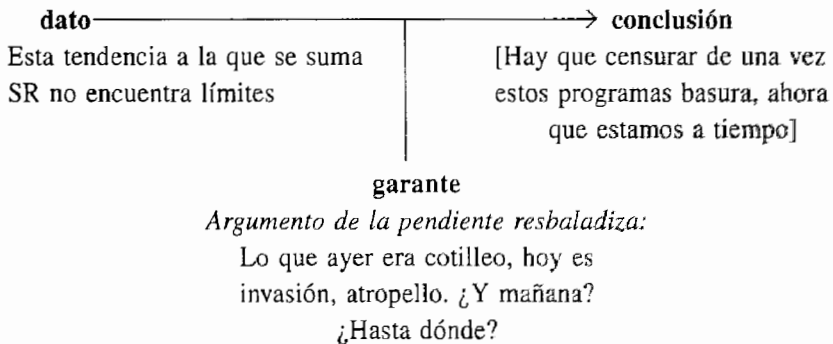 dato → conclusión
Esta tendencia a la que se suma
SR no encuentra límites
[Hay que censurar de una vez
estos programas basura, ahora
que estamos a tiempo]
garante
Argumento de la pendiente resbaladiza:
Lo que ayer era cotilleo, hoy es
invasión, atropello. ¿Y mañana?
¿Hasta dónde?